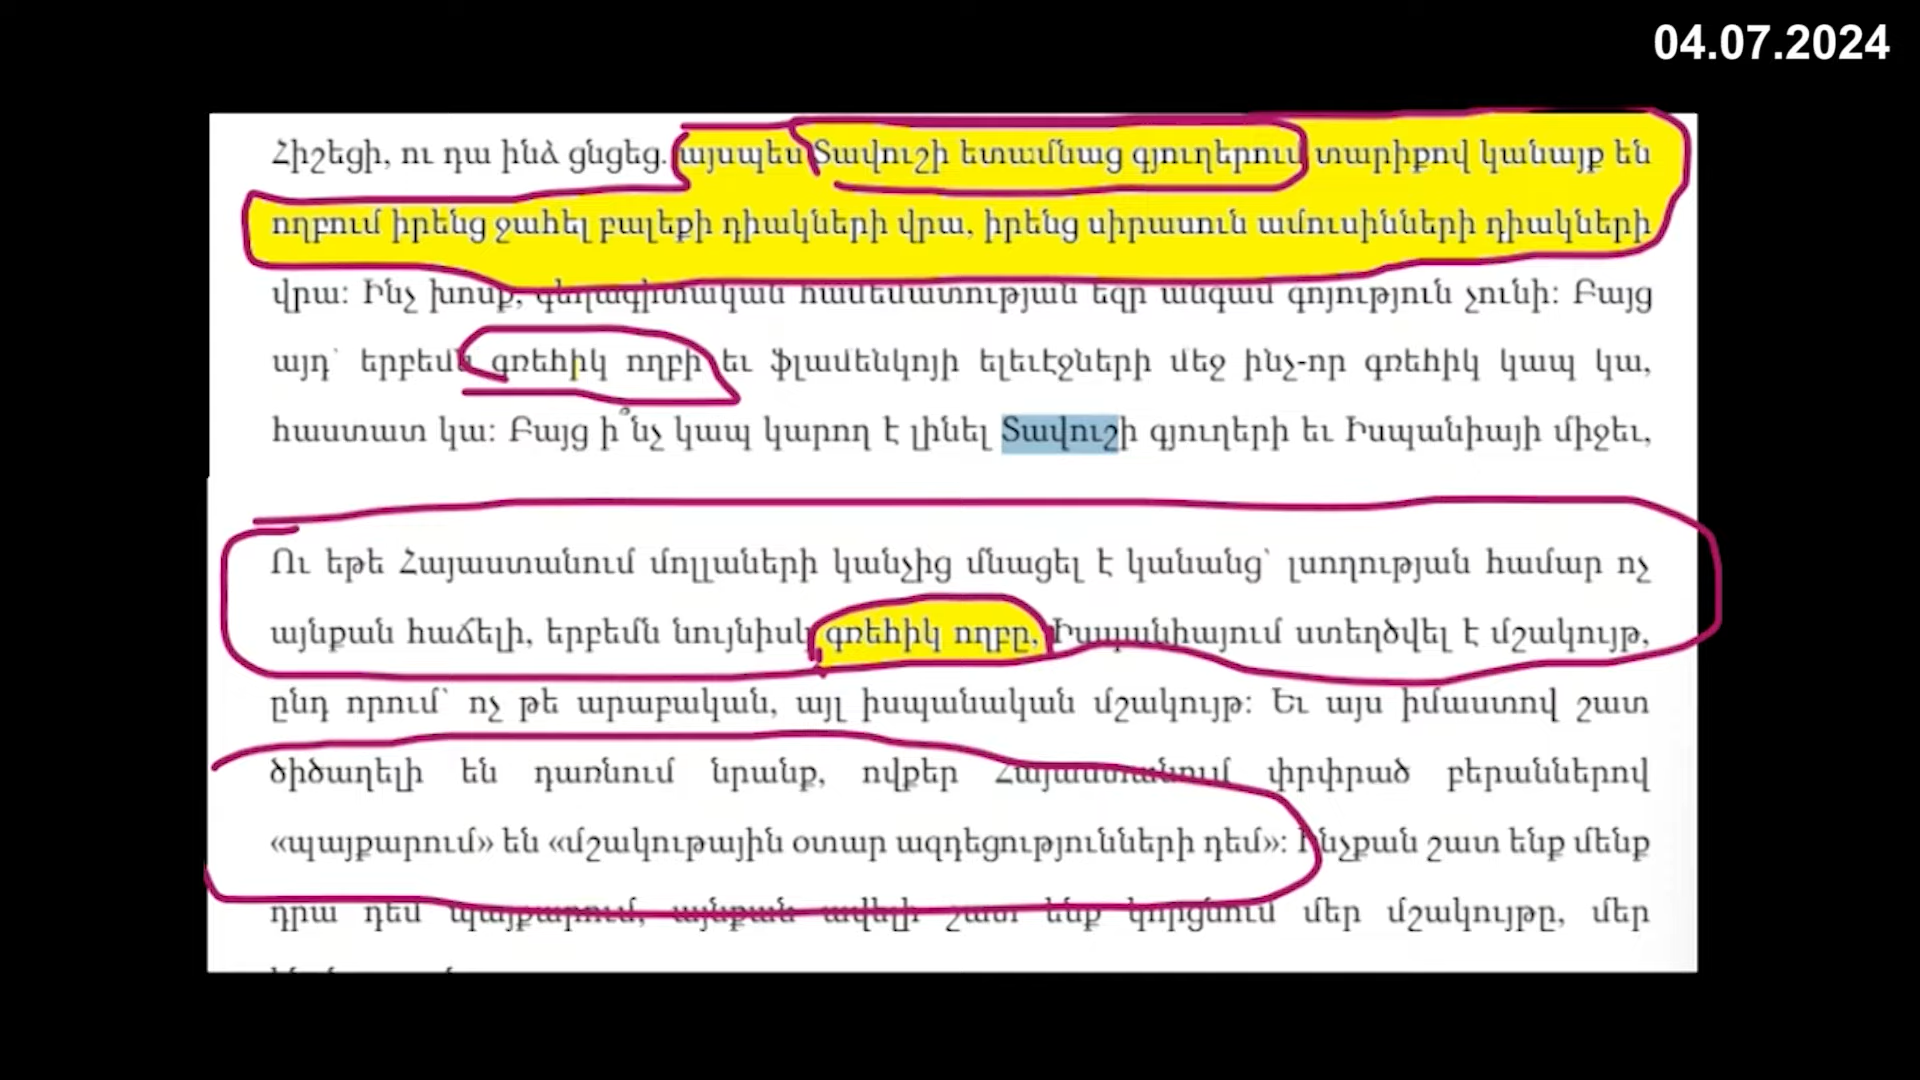 04.07.2024
Հիշեցի, ու դա ինձ ցնցեց. այսպես Տավուշի ետամնաց գյուղերում տարիքով կանայք են
ողբում իրենց ջահել բալեքի դիակների վրա, իրենց սիրասուն ամուսինների դիակների
վրա։ Ինչ խոսք, գեղագիտական համեմատության եզր անգամ գոյություն չունի։ Բայց
այդ՝ երբեմն գռեհիկ ողբի եւ ֆլամենկոյի ելեւէջների մեջ ինչ-որ գռեհիկ կապ կա,
հաստատ կա։ Բայց ի՞նչ կապ կարող է լինել Տավուշի գյուղերի եւ Իսպանիայի միջեւ,
Ու եթե Հայաստանում մոլլաների կանչից մնացել է կանանց՝ լսողության համար ոչ
այնքան հաճելի, երբեմն նույնիսկ գռեհիկ ողբը, Իսպանիայում ստեղծվել է մշակույթ,
ընդ որում՝ ոչ թե արաբական, այլ իսպանական մշակույթ։ Եւ այս իմաստով շատ
ծիծաղելի են դառնում նրանք, ովքեր Հայաստանում փրփրած բերաններով
«պայքարում» են «մշակութային օտար ազդեցությունների դեմ»։ Ինչքան շատ ենք մենք
դրա դեմ պայքարում, այնքան ավելի շատ ենք կորցնում մեր մշակույթը, մեր